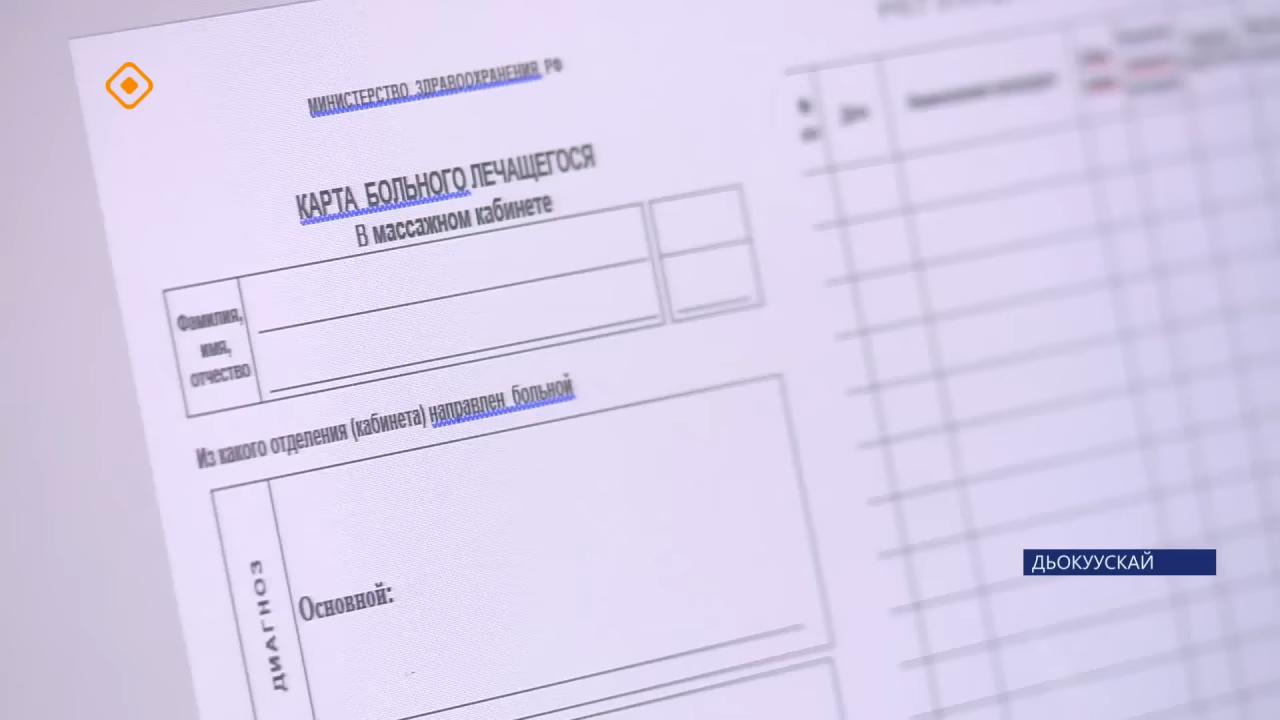 МИНИСТЕРСТВО ЗДРАВООХРАНЕНИЯ РФ
КАРТА БОЛЬНОГО ЛЕЧАЩЕГОСЯ
В массажном кабинете
Фамилия,
имя,
отчество
Из какого отделения (кабинета) направлен больной
ДИАГНОЗ
Основной:
ДЬОКУУСКАЙ